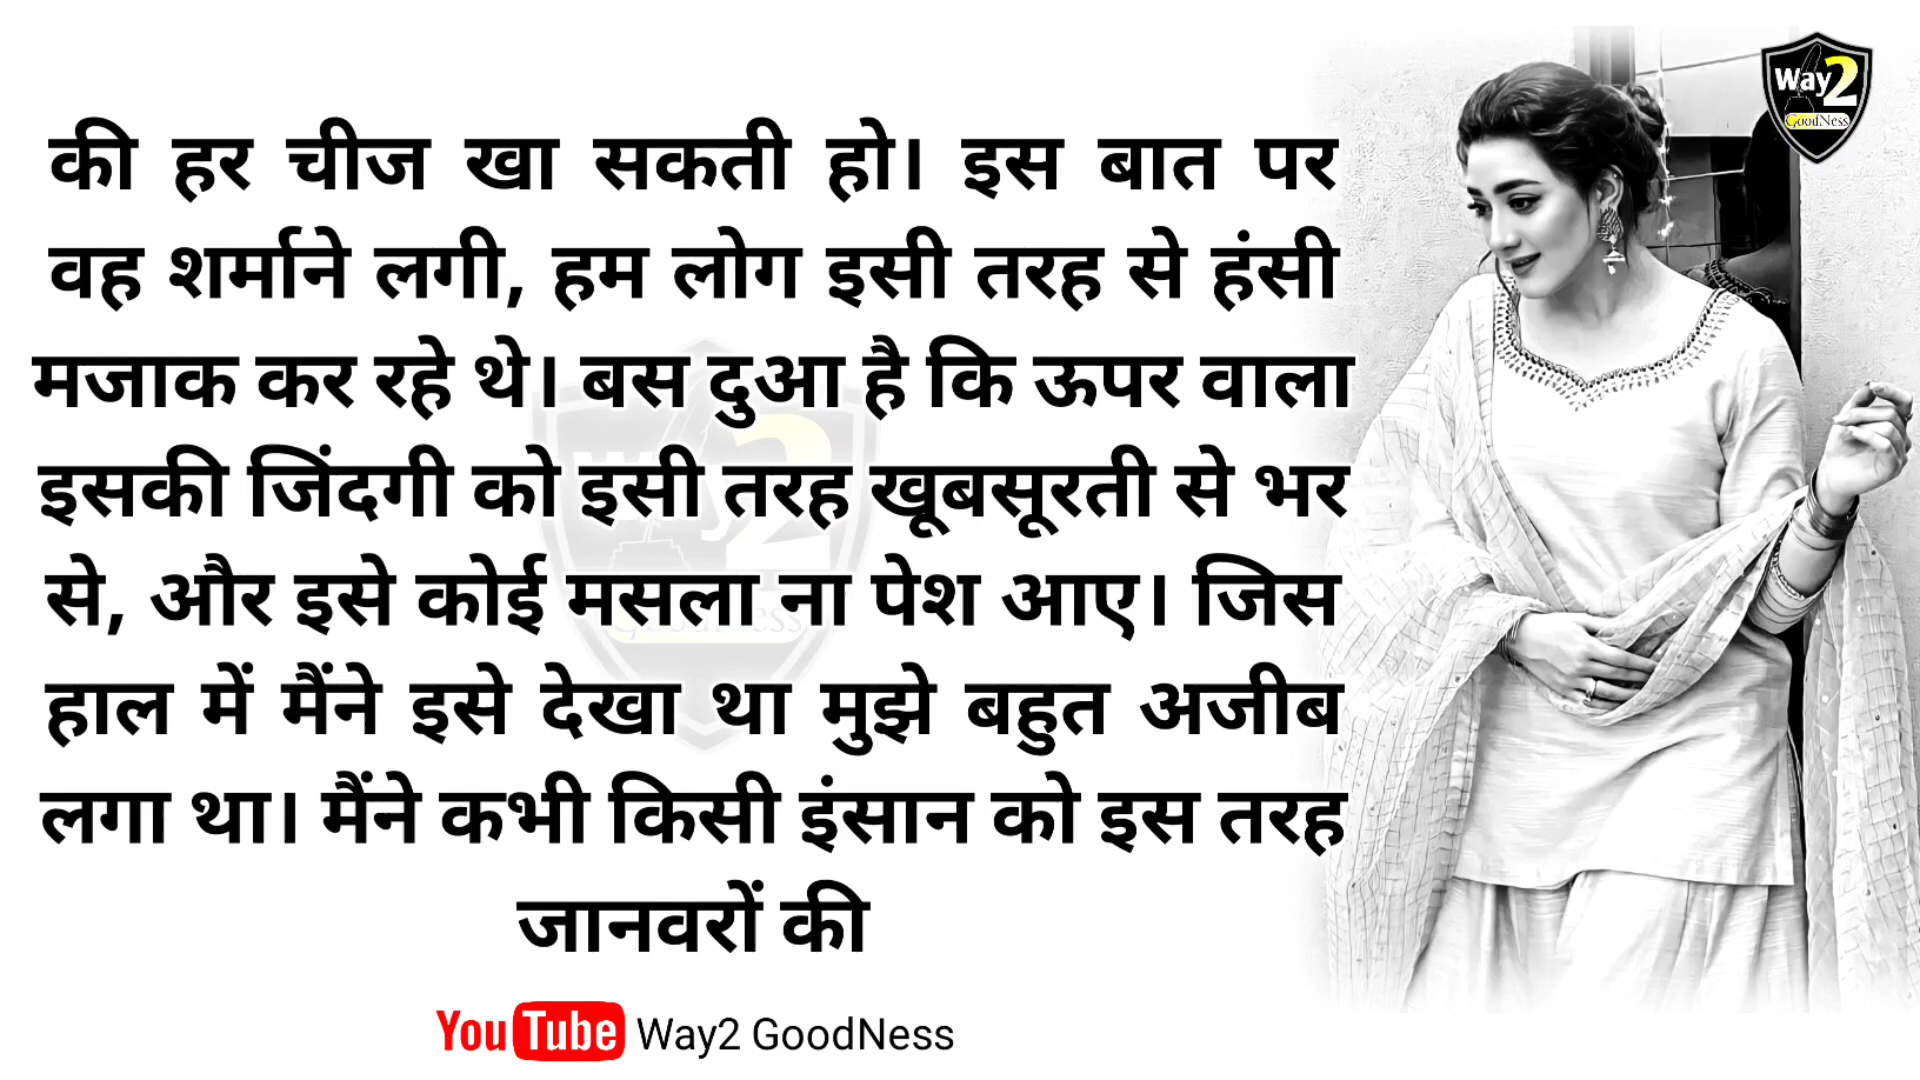 Way2
GoodNess
की हर चीज खा सकती हो। इस बात पर
वह शर्माने लगी, हम लोग इसी तरह से हंसी
मजाक कर रहे थे। बस दुआ है कि ऊपर वाला
इसकी जिंदगी को इसी तरह खूबसूरती से भर
से, और इसे कोई मसला ना पेश आए। जिस
हाल में मैंने इसे देखा था मुझे बहुत अजीब
लगा था। मैंने कभी किसी इंसान को इस तरह
जानवरों की
YouTube Way2 GoodNess